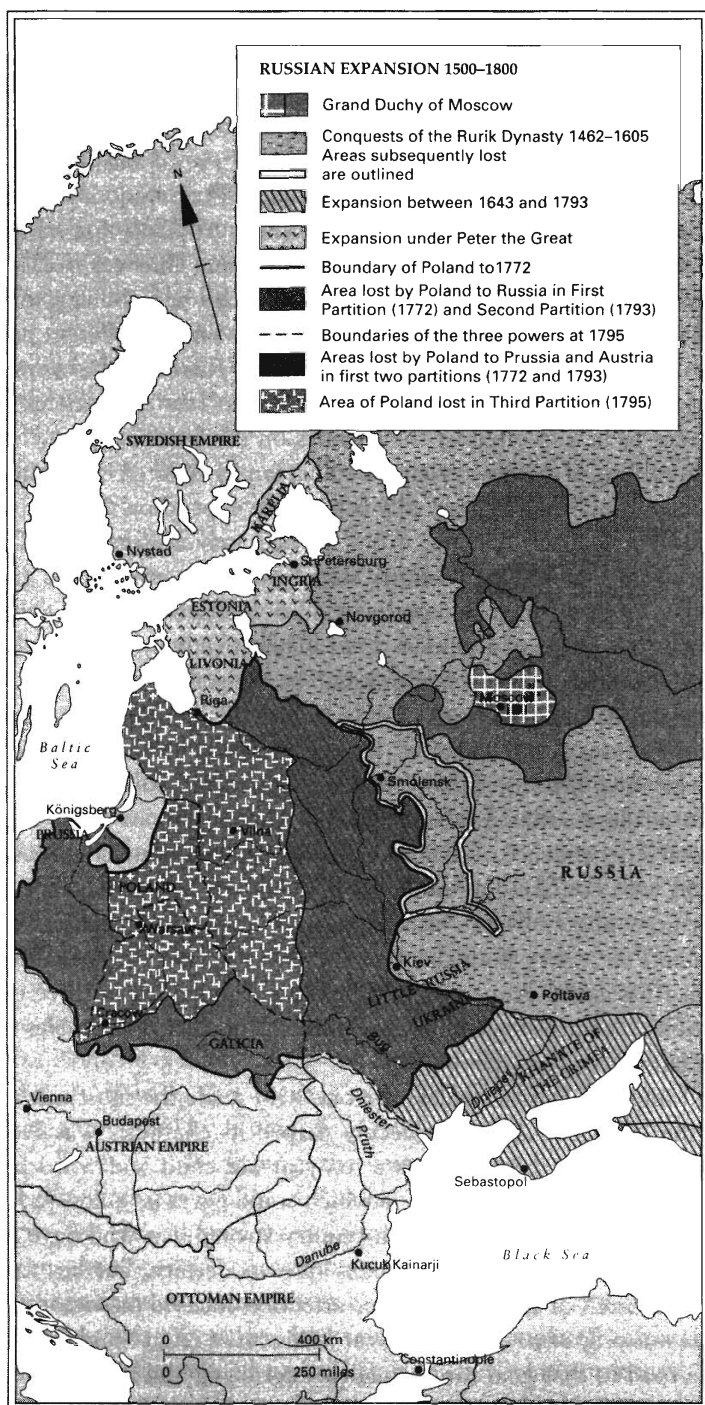 RUSSIAN EXPANSION 1500–1800
Grand Duchy of Moscow
Conquests of the Rurik Dynasty 1462–1605
Areas subsequently lost
are outlined
Expansion between 1643 and 1793
Expansion under Peter the Great
Boundary of Poland to1772
Area lost by Poland to Russia in First
Partition (1772) and Second Partition (1793)
Boundaries of the three powers at 1795
Areas lost by Poland to Prussia and Austria
in first two partitions (1772 and 1793)
Area of Poland lost in Third Partition (1795)
N
SWEDISH EMPIRE
KARELIA
Nystad
St Petersburg
INGRIA
ESTONIA
Novgorod
LIVONIA
Moscow
Riga
Baltic
Sea
Smolensk
Königsberg
PRUSSIA
Vilna
RUSSIA
POLAND
Warsaw
Kiev
LITTLE RUSSIA
Poltava
UKRAINE
Cracow
GALICIA
Bug
Dnieper
KHANATE OF
THE CRIMEA
Vienna
Dniester
Budapest
Pruth
AUSTRIAN EMPIRE
Sebastopol
Danube
Kucuk Kainarji
Black Sea
OTTOMAN EMPIRE
0 400 km
0 250 miles
Constantinople